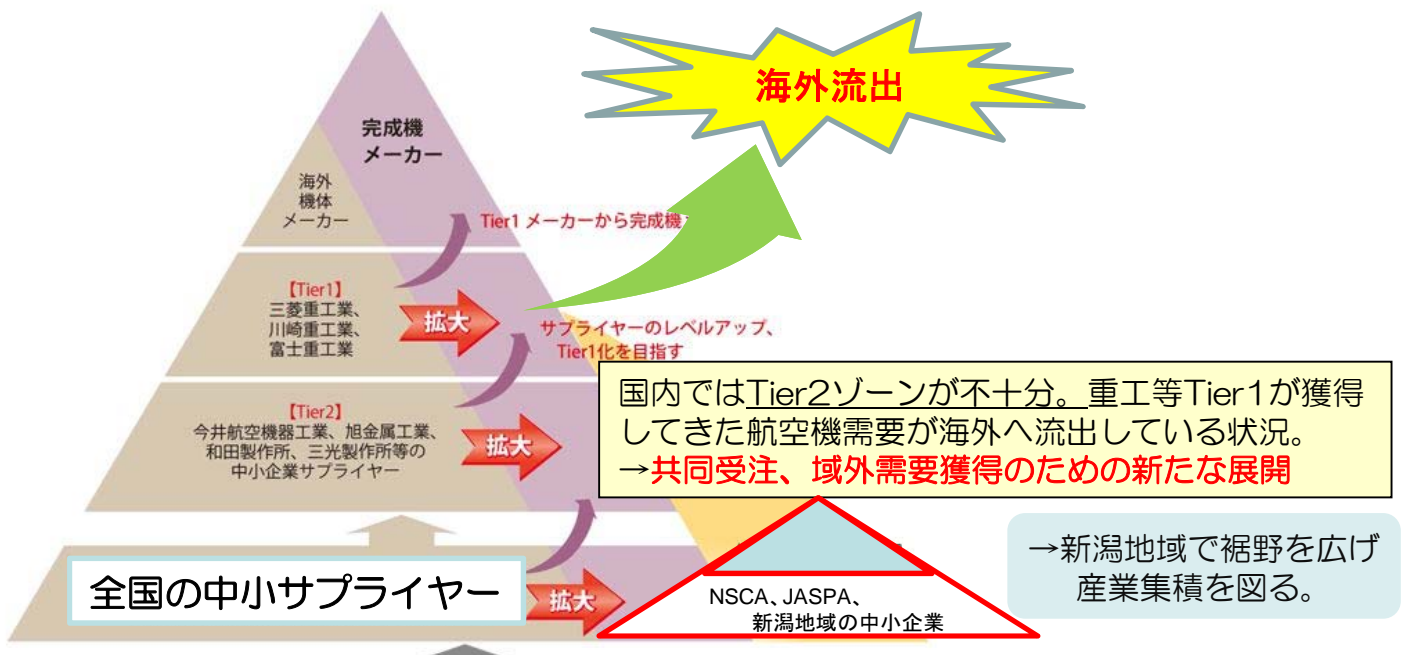 海外流出
完成機
メーカー
海外
機体
メーカー
Tier1 メーカーから完成機
【Tier1】
三菱重工業、
川崎重工業、
富士重工業
拡大
サプライヤーのレベルアップ、
Tier1化を目指す
国内ではTier2ゾーンが不十分。重工等Tier1が獲得
してきた航空機需要が海外へ流出している状況。
→共同受注、域外需要獲得のための新たな展開
【Tier2】
今井航空機器工業、旭金属工業、
和田製作所、三光製作所等の
中小企業サプライヤー
拡大
→新潟地域で裾野を広げ
産業集積を図る。
全国の中小サプライヤー
拡大
NSCA、JASPA、
新潟地域の中小企業